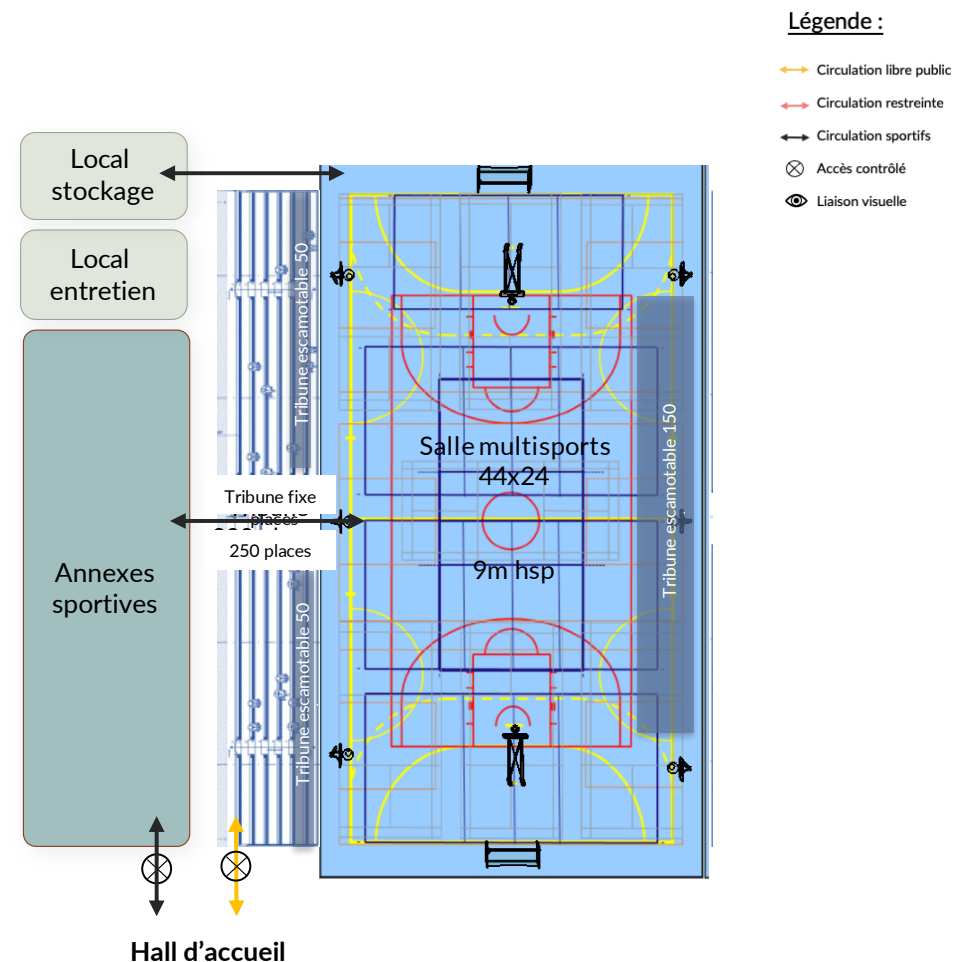 Légende :
Circulation libre public
Circulation restreinte
Circulation sportifs
Accès contrôlé
Liaison visuelle
Local
stockage
Local
entretien
Annexes
sportives
Tribune escamotable 50
Tribune fixe
places
250 places
Tribune escamotable 50
Salle multisports
44x24
9m hsp
Tribune escamotable 150
Hall d’accueil